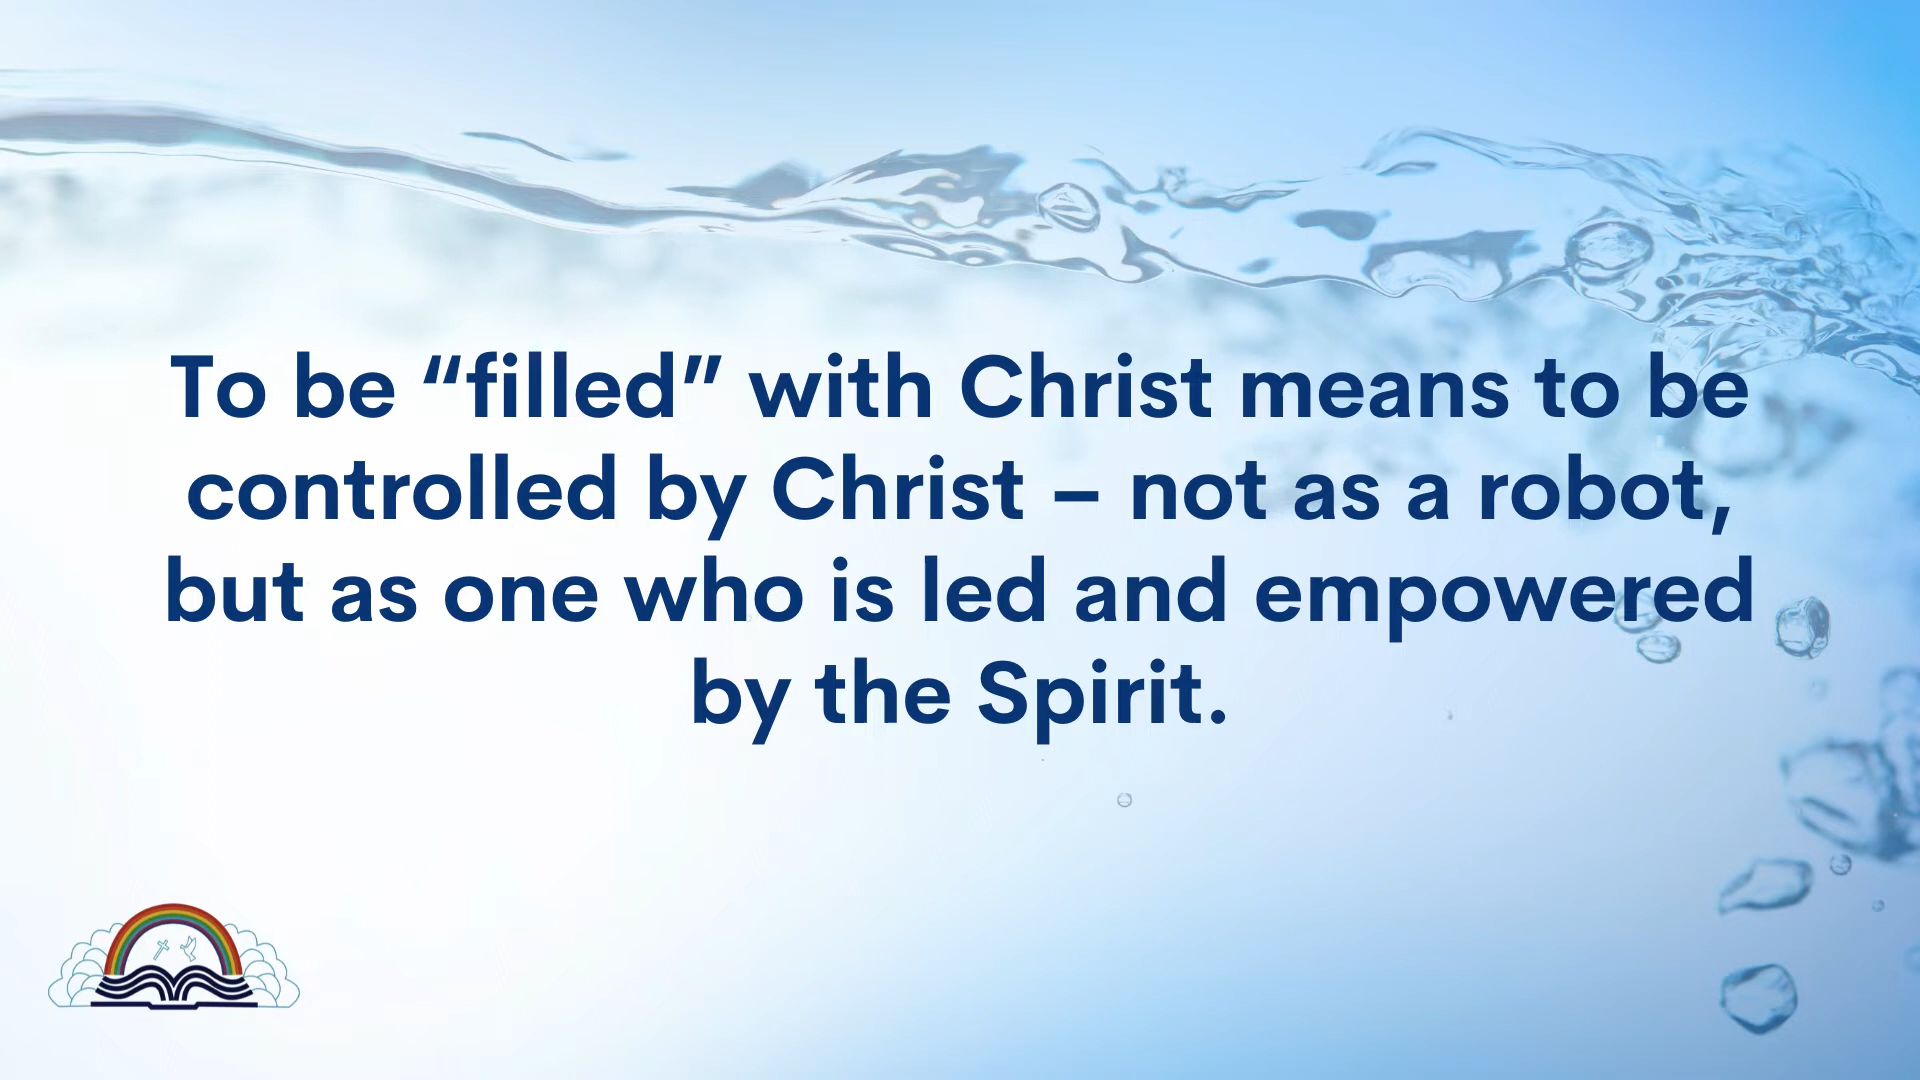 To be “filled” with Christ means to be
controlled by Christ – not as a robot,
but as one who is led and empowered
by the Spirit.